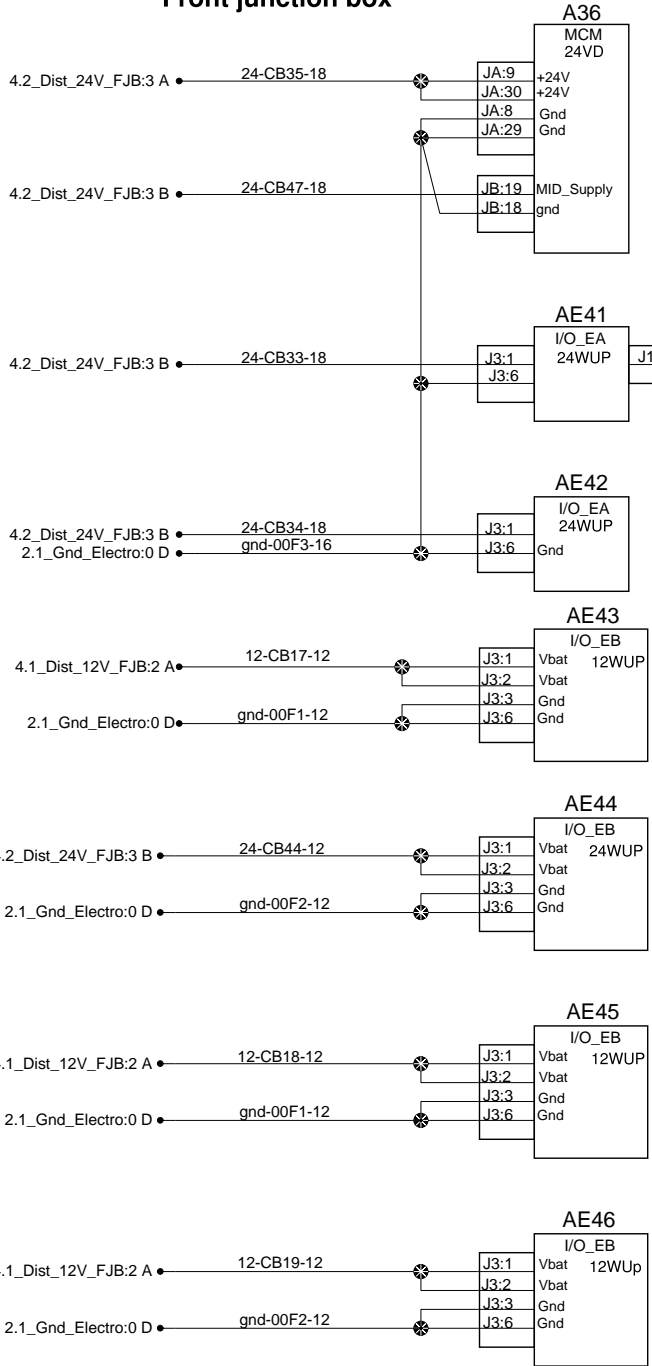 Front junction box
A36
MCM
24VD
4.2_Dist_24V_FJB:3 A 24-CB35-18 JA:9 +24V
JA:30 +24V
JA:8 Gnd
JA:29 Gnd
4.2_Dist_24V_FJB:3 B 24-CB47-18 JB:19 MID_Supply
JB:18 gnd
AE41
I/O_EA
24WUP
4.2_Dist_24V_FJB:3 B 24-CB33-18 J3:1 J1
J3:6
AE42
I/O_EA
24WUP
4.2_Dist_24V_FJB:3 B 24-CB34-18 J3:1
2.1_Gnd_Electro:0 D gnd-00F3-16 J3:6 Gnd
AE43
I/O_EB
4.1_Dist_12V_FJB:2 A 12-CB17-12 J3:1 Vbat 12WUP
J3:2 Vbat
J3:3 Gnd
2.1_Gnd_Electro:0 D gnd-00F1-12 J3:6 Gnd
AE44
I/O_EB
.2_Dist_24V_FJB:3 B 24-CB44-12 J3:1 Vbat 24WUP
J3:2 Vbat
J3:3 Gnd
2.1_Gnd_Electro:0 D gnd-00F2-12 J3:6 Gnd
AE45
I/O_EB
.1_Dist_12V_FJB:2 A 12-CB18-12 J3:1 Vbat 12WUP
J3:2 Vbat
J3:3 Gnd
2.1_Gnd_Electro:0 D gnd-00F1-12 J3:6 Gnd
AE46
I/O_EB
.1_Dist_12V_FJB:2 A 12-CB19-12 J3:1 Vbat 12WUp
J3:2 Vbat
J3:3 Gnd
2.1_Gnd_Electro:0 D gnd-00F2-12 J3:6 Gnd